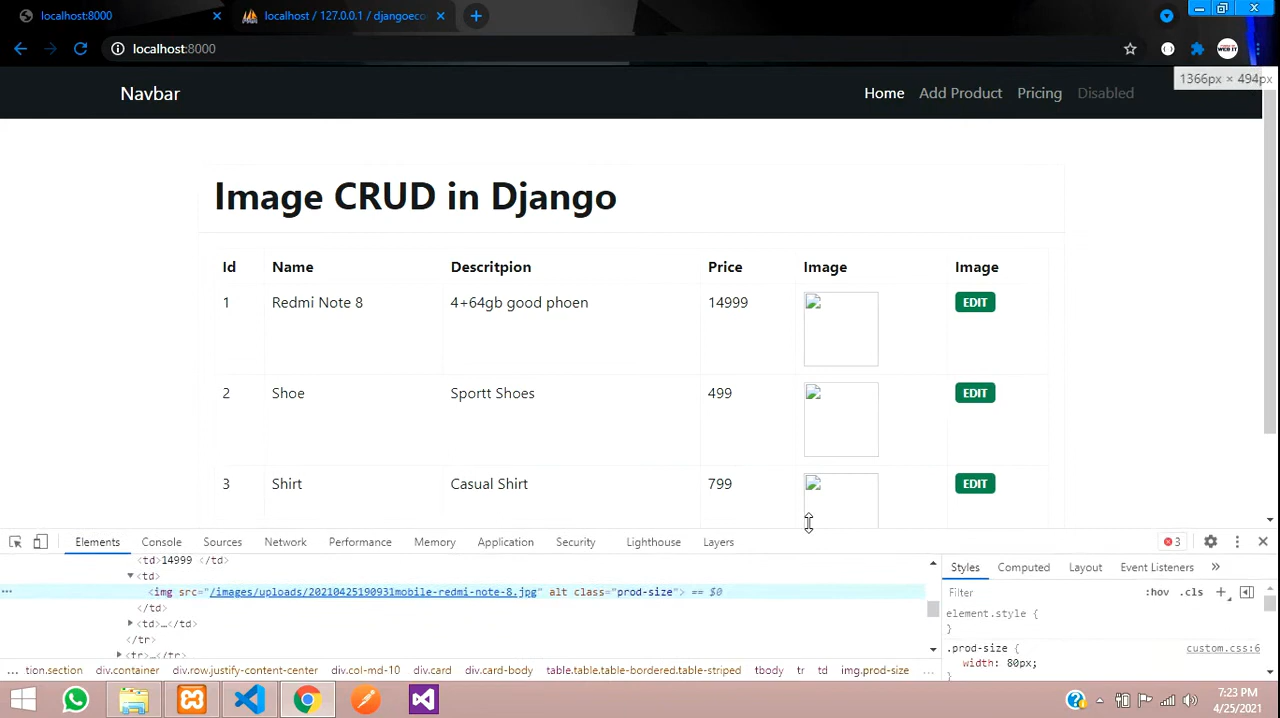 localhost:8000
localhost / 127.0.0.1 / djangoeco
localhost:8000
1366px × 494px
Navbar
Home Add Product Pricing Disabled
Image CRUD in Django
Id Name Descritpion Price Image Image
1 Redmi Note 8 4+64gb good phoen 14999 EDIT
2 Shoe Sportt Shoes 499 EDIT
3 Shirt Casual Shirt 799 EDIT
Elements Console Sources Network Performance Memory Application Security Lighthouse Layers 3
<td>14999 </td>
<td>
<img src="/images/uploads/20210425190931mobile-redmi-note-8.jpg" alt class="prod-size"> == $0
</td>
<td>…</td>
</tr>
<tr>…</tr>
... tion.section div.container div.row.justify-content-center div.col-md-10 div.card div.card-body table.table.table-bordered.table-striped tbody tr td img.prod-size ...
Styles Computed Layout Event Listeners »
Filter :hov .cls +
element.style {
}
.prod-size { custom.css:6
width: 80px;
}
7:23 PM
4/25/2021